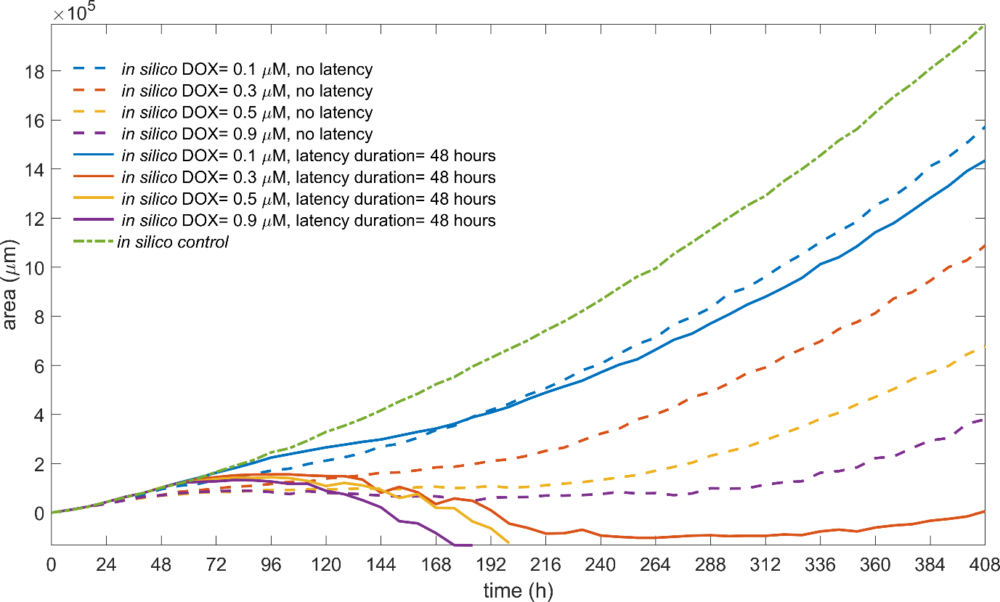 ×10⁵
18
16
14
12
10
8
6
4
2
0
area (μm)
in silico DOX= 0.1 μM, no latency
in silico DOX= 0.3 μM, no latency
in silico DOX= 0.5 μM, no latency
in silico DOX= 0.9 μM, no latency
in silico DOX= 0.1 μM, latency duration= 48 hours
in silico DOX= 0.3 μM, latency duration= 48 hours
in silico DOX= 0.5 μM, latency duration= 48 hours
in silico DOX= 0.9 μM, latency duration= 48 hours
in silico control
0 24 48 72 96 120 144 168 192 216 240 264 288 312 336 360 384 408
time (h)